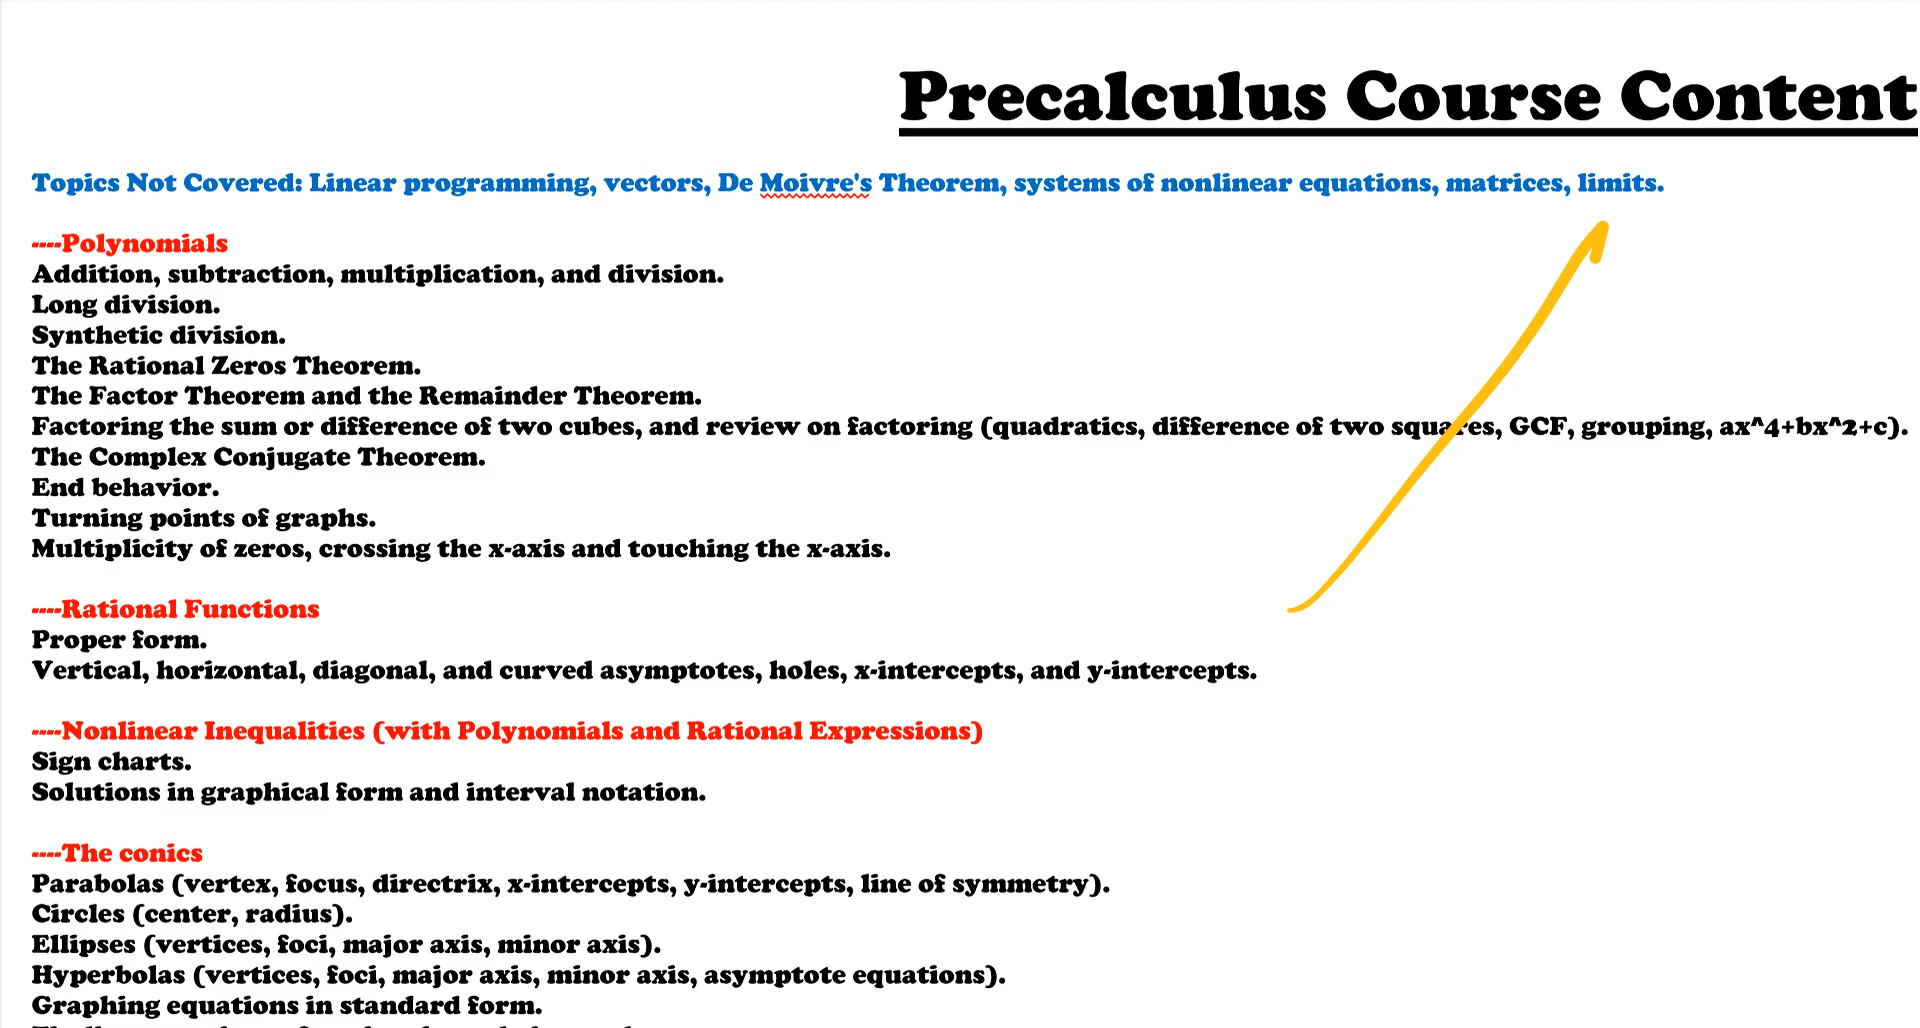 Precalculus Course Content
Topics Not Covered: Linear programming, vectors, De Moivre's Theorem, systems of nonlinear equations, matrices, limits.
----Polynomials
Addition, subtraction, multiplication, and division.
Long division.
Synthetic division.
The Rational Zeros Theorem.
The Factor Theorem and the Remainder Theorem.
Factoring the sum or difference of two cubes, and review on factoring (quadratics, difference of two squares, GCF, grouping, ax^4+bx^2+c).
The Complex Conjugate Theorem.
End behavior.
Turning points of graphs.
Multiplicity of zeros, crossing the x-axis and touching the x-axis.
----Rational Functions
Proper form.
Vertical, horizontal, diagonal, and curved asymptotes, holes, x-intercepts, and y-intercepts.
----Nonlinear Inequalities (with Polynomials and Rational Expressions)
Sign charts.
Solutions in graphical form and interval notation.
----The conics
Parabolas (vertex, focus, directrix, x-intercepts, y-intercepts, line of symmetry).
Circles (center, radius).
Ellipses (vertices, foci, major axis, minor axis).
Hyperbolas (vertices, foci, major axis, minor axis, asymptote equations).
Graphing equations in standard form.